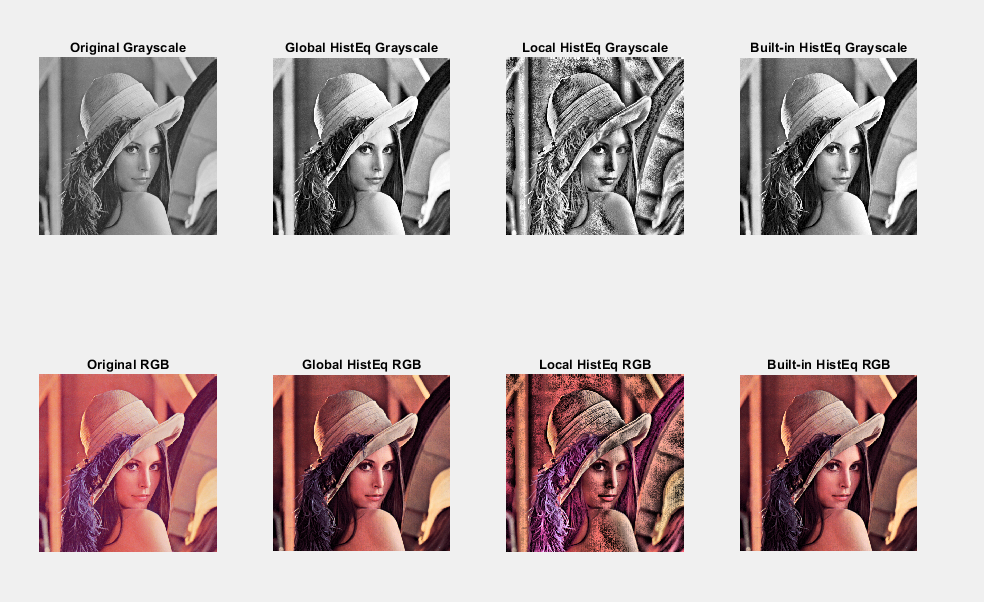 Original Grayscale
Global HistEq Grayscale
Local HistEq Grayscale
Built-in HistEq Grayscale
Original RGB
Global HistEq RGB
Local HistEq RGB
Built-in HistEq RGB